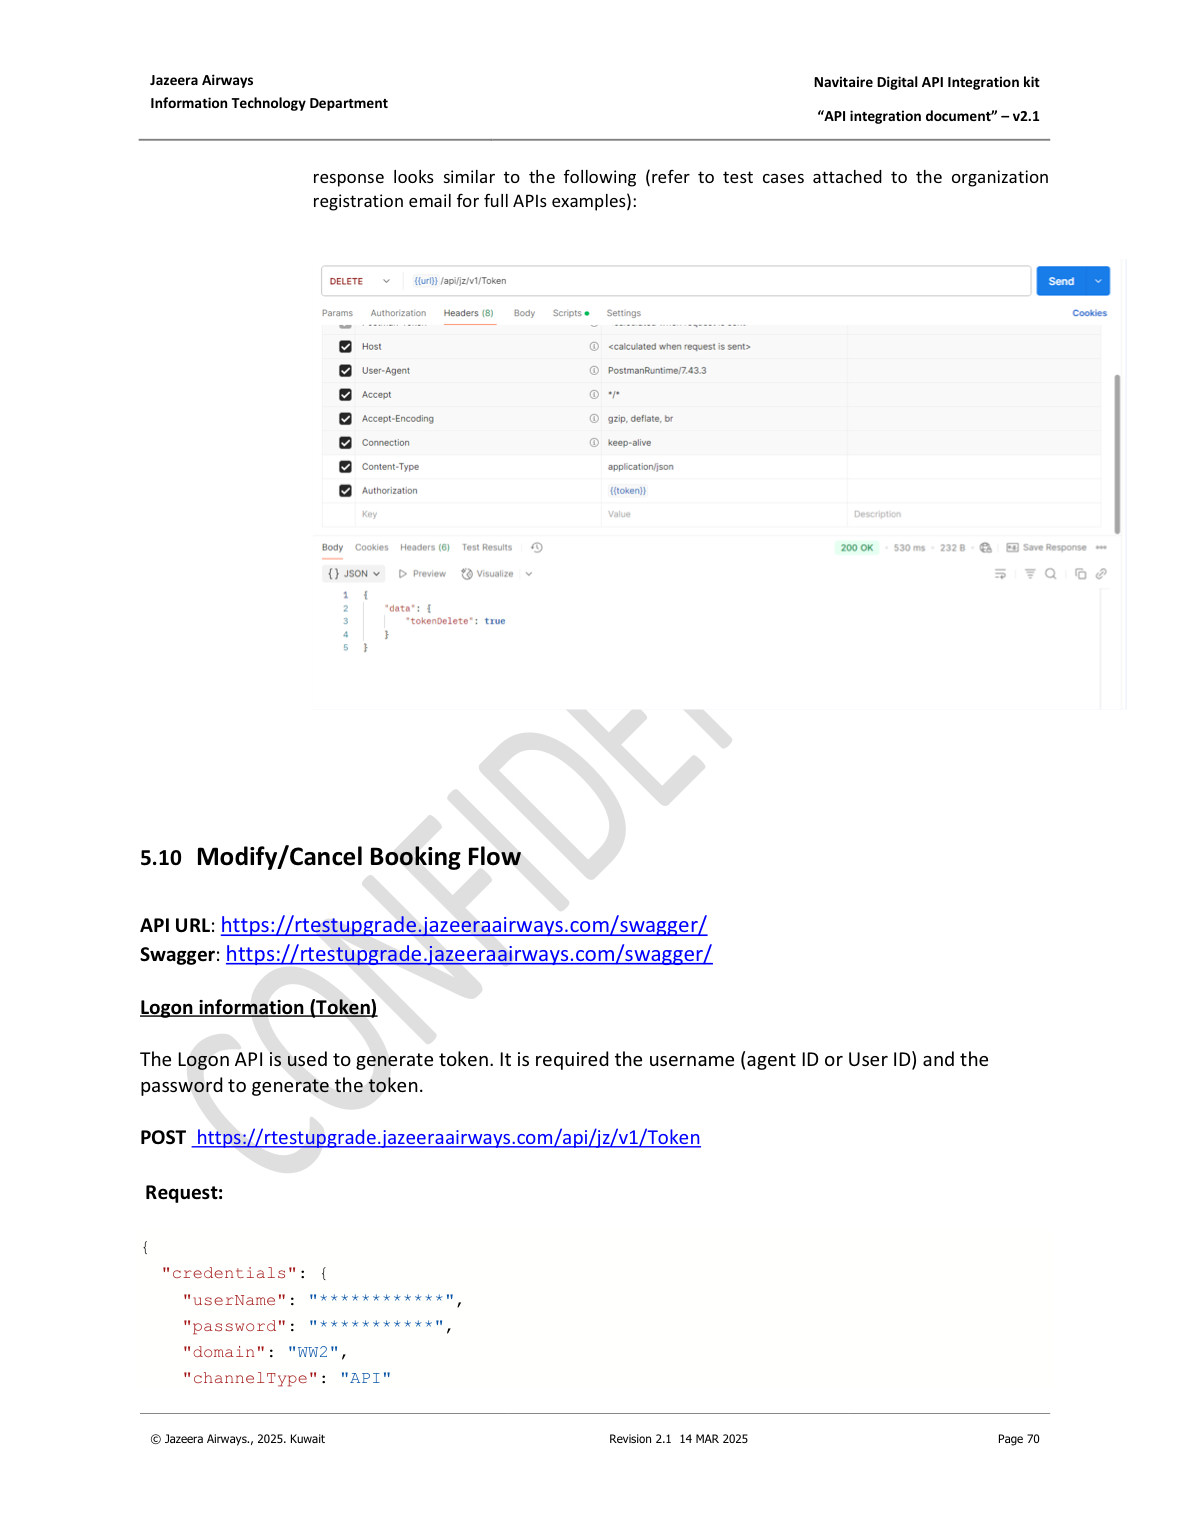 Jazeera Airways
Information Technology Department
Navitaire Digital API Integration kit
“API integration document” – v2.1
response looks similar to the following (refer to test cases attached to the organization
registration email for full APIs examples):
DELETE {{url}}/api/jz/v1/Token Send
Params Authorization Headers (8) Body Scripts Settings Cookies
Host <calculated when request is sent>
User-Agent PostmanRuntime/7.43.3
Accept */*
Accept-Encoding gzip, deflate, br
Connection keep-alive
Content-Type application/json
Authorization {{token}}
Key Value Description
Body Cookies Headers (6) Test Results 200 OK 530 ms 232 B Save Response
{} JSON Preview Visualize
1 {
2 "data": {
3 "tokenDelete": true
4 }
5 }
5.10 Modify/Cancel Booking Flow
API URL: https://rtestupgrade.jazeeraairways.com/swagger/
Swagger: https://rtestupgrade.jazeeraairways.com/swagger/
Logon information (Token)
The Logon API is used to generate token. It is required the username (agent ID or User ID) and the
password to generate the token.
POST https://rtestupgrade.jazeeraairways.com/api/jz/v1/Token
Request:
{
"credentials": {
"userName": "************",
"password": "***********",
"domain": "WW2",
"channelType": "API"
© Jazeera Airways., 2025. Kuwait
Revision 2.1 14 MAR 2025
Page 70